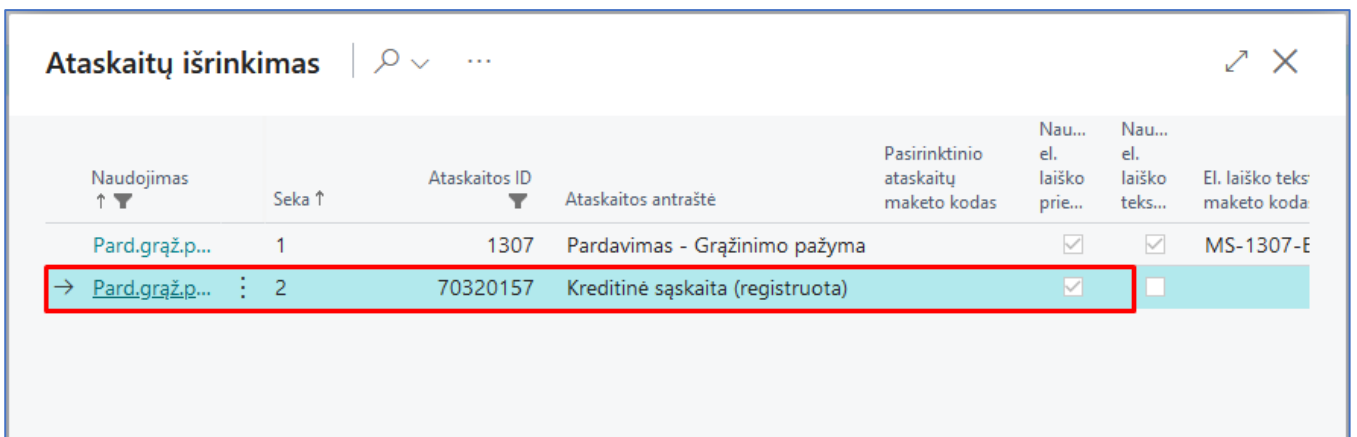 Ataskaitų išrinkimas
Naudojimas
Seka
Ataskaitos ID
Ataskaitos antraštė
Pasirinktinio
ataskaitų
maketo kodas
Nau...
el.
laiško
prie...
Nau...
el.
laiško
teks...
El. laiško teks
maketo koda
Pard.grąž.p... 1 1307 Pardavimas - Grąžinimo pažyma MS-1307-E
Pard.grąž.p... 2 70320157 Kreditinė sąskaita (registruota)